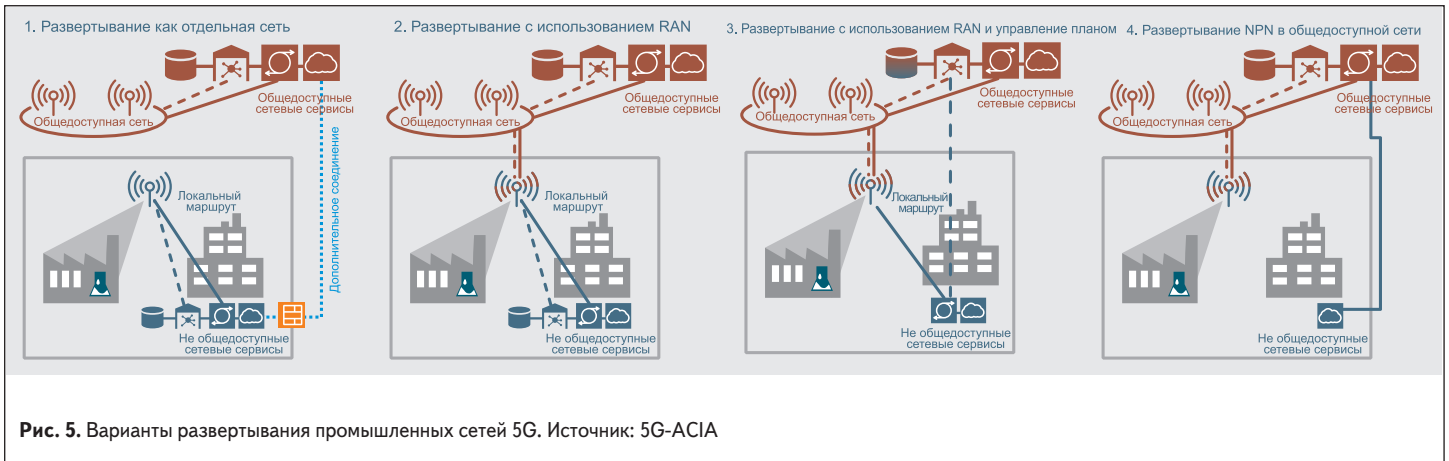 1. Развертывание как отдельная сеть
Общедоступная сеть
Общедоступные
сетевые сервисы
Дополнительное соединение
Локальный
маршрут
Не общедоступные
сетевые сервисы
2. Развертывание с использованием RAN
Общедоступная сеть
Общедоступные
сетевые сервисы
Локальный
маршрут
Не общедоступные
сетевые сервисы
3. Развертывание с использованием RAN и управление планом
Общедоступная сеть
Общедоступные
сетевые сервисы
Локальный
маршрут
Не общедоступные
сетевые сервисы
4. Развертывание NPN в общедоступной сети
Общедоступная сеть
Общедоступные
сетевые сервисы
Не общедоступные
сетевые сервисы
Рис. 5. Варианты развертывания промышленных сетей 5G. Источник: 5G-ACIA